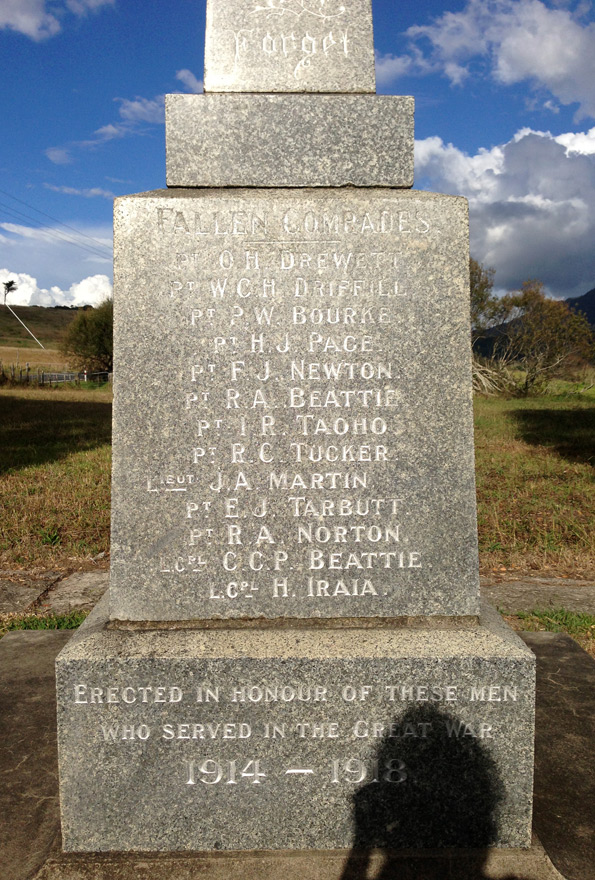 Forget
FALLEN COMRADES
PT O.H. DREWETT
PT W.C.H. DRIFFILL
PT P.W. BOURKE
PT H.J. PAGE
PT F.J. NEWTON.
PT R.A. BEATTIE
PT I.R. TAOHO
PT R.C. TUCKER.
LIEUT J.A. MARTIN
PT E.J. TARBUTT.
PT R.A. NORTON.
L.CPL C.C.P. BEATTIE.
L.CPL H. IRAIA.
ERECTED IN HONOUR OF THESE MEN
WHO SERVED IN THE GREAT WAR
1914 — 1918.